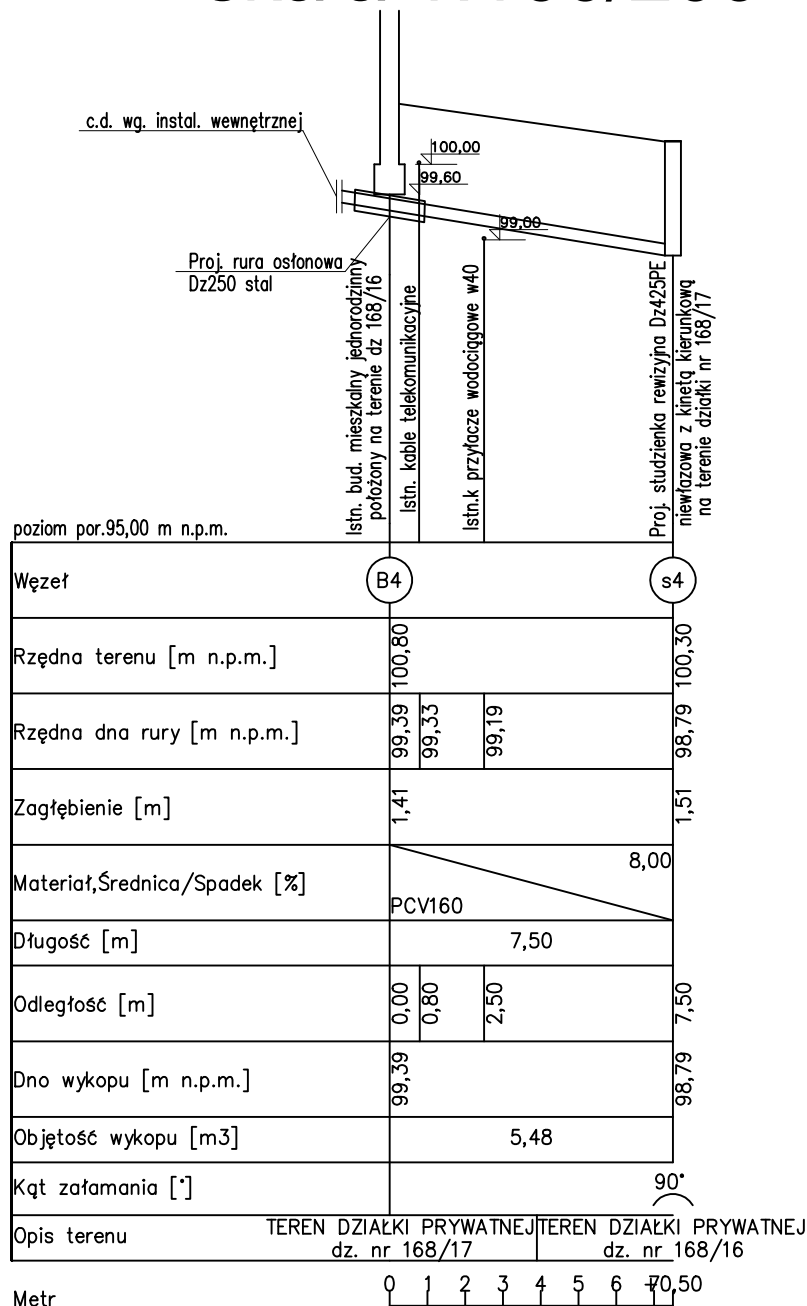 c.d. wg. instal. wewnętrznej
100,00
99,60
99,00
Proj. rura osłonowa
Dz250 stal
Istn. bud. mieszkalny jednorodzinny
położony na terenie dz 168/16
Istn. kable telekomunikacyjne
Istn.k przyłacze wodociągowe w40
Proj. studzienka rewizyjna Dz425PE
niewłazowa z kinetą kierunkową
na terenie działki nr 168/17
poziom por.95,00 m n.p.m.
Węzeł B4 s4
Rzędna terenu [m n.p.m.] 100,80 100,30
Rzędna dna rury [m n.p.m.] 99,39 99,33 99,19 98,79
Zagłębienie [m] 1,41 1,51
Materiał,Średnica/Spadek [%] PCV160 8,00
Długość [m] 7,50
Odległość [m] 0,00 0,80 2,50 7,50
Dno wykopu [m n.p.m.] 99,39 98,79
Objętość wykopu [m3] 5,48
Kąt załamania [°] 90°
Opis terenu
TEREN DZIAŁKI PRYWATNEJ
dz. nr 168/17
TEREN DZIAŁKI PRYWATNEJ
dz. nr 168/16
Metr 0 1 2 3 4 5 6